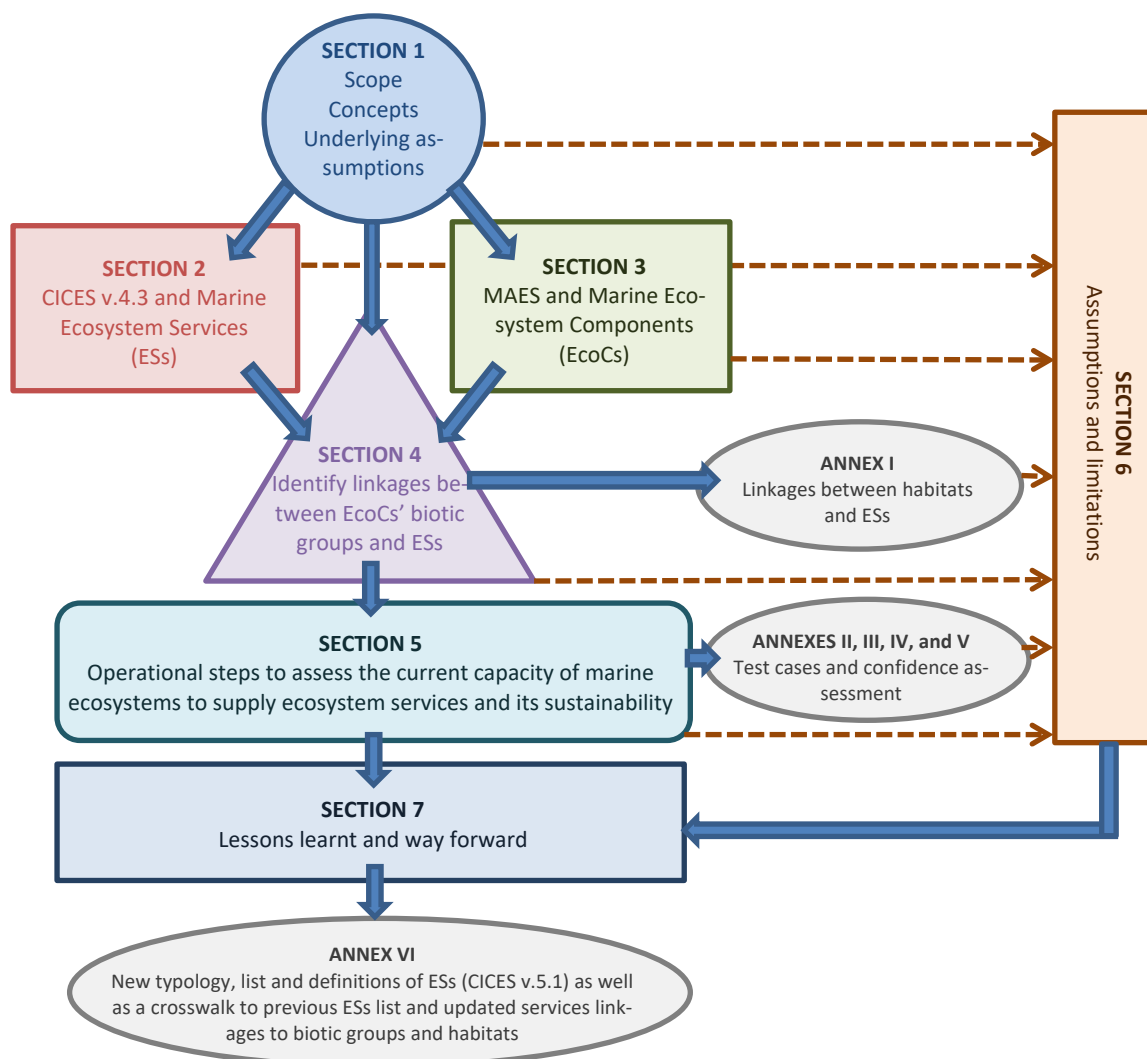 SECTION 1
Scope
Concepts
Underlying as-
sumptions
SECTION 2
CICES v.4.3 and Marine
Ecosystem Services
(ESs)
SECTION 3
MAES and Marine Eco-
system Components
(EcoCs)
SECTION 4
Identify linkages be-
tween EcoCs’ biotic
groups and ESs
ANNEX I
Linkages between habitats
and ESs
SECTION 6
Assumptions and limitations
SECTION 5
Operational steps to assess the current capacity of marine
ecosystems to supply ecosystem services and its sustainability
ANNEXES II, III, IV, and V
Test cases and confidence as-
sessment
SECTION 7
Lessons learnt and way forward
ANNEX VI
New typology, list and definitions of ESs (CICES v.5.1) as well
as a crosswalk to previous ESs list and updated services link-
ages to biotic groups and habitats